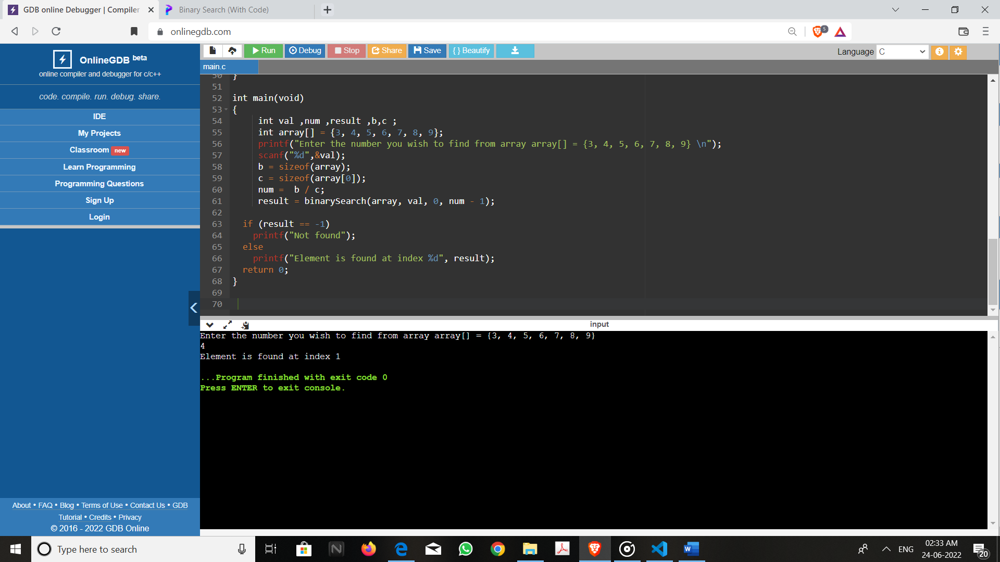 GDB online Debugger | Compiler
Binary Search (With Code)
onlinegdb.com
5
OnlineGDB beta
online compiler and debugger for c/c++
code. compile. run. debug. share.
IDE
My Projects
Classroom new
Learn Programming
Programming Questions
Sign Up
Login
About • FAQ • Blog • Terms of Use • Contact Us • GDB
Tutorial • Credits • Privacy
© 2016 - 2022 GDB Online
Run Debug Stop Share Save { } Beautify
Language C
main.c
50 }
51
52 int main(void)
53 {
54 int val ,num ,result ,b,c ;
55 int array[] = {3, 4, 5, 6, 7, 8, 9};
56 printf("Enter the number you wish to find from array array[] = {3, 4, 5, 6, 7, 8, 9} \n");
57 scanf("%d",&val);
58 b = sizeof(array);
59 c = sizeof(array[0]);
60 num =  b / c;
61 result = binarySearch(array, val, 0, num - 1);
62
63 if (result == -1)
64 printf("Not found");
65 else
66 printf("Element is found at index %d", result);
67 return 0;
68 }
69
70
input
Enter the number you wish to find from array array[] = {3, 4, 5, 6, 7, 8, 9}
4
Element is found at index 1
...Program finished with exit code 0
Press ENTER to exit console.
Type here to search
ENG
02:33 AM
24-06-2022
20